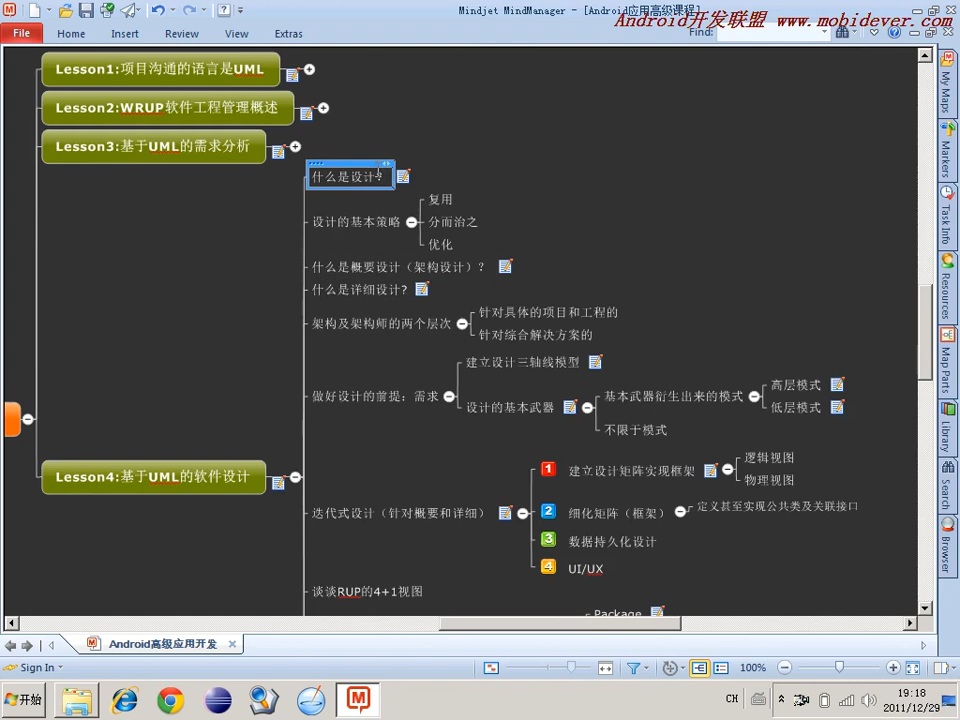 Mindjet MindManager - [Android应用高级课程]
Android开发联盟 www.mobidever.com
File Home Insert Review View Extras
Find:
Lesson1:项目沟通的语言是UML
Lesson2:WRUP软件工程管理概述
Lesson3:基于UML的需求分析
什么是设计?
复用
设计的基本策略
分而治之
优化
什么是概要设计（架构设计）?
什么是详细设计?
针对具体的项目和工程的
架构及架构师的两个层次
针对综合解决方案的
建立设计三轴线模型
高层模式
做好设计的前提: 需求
基本武器衍生出来的模式
设计的基本武器
低层模式
不限于模式
逻辑视图
1 建立设计矩阵实现框架
Lesson4:基于UML的软件设计
物理视图
定义甚至实现公共类及关联接口
迭代式设计（针对概要和详细）
2 细化矩阵（框架）
3 数据持久化设计
4 UI/UX
谈谈RUP的4+1视图
Package
My Maps
Markers
Task Info
Resources
Map Parts
Library
Search
Browser
Android高级应用开发
Sign In
100%
开始
CH
19:18
2011/12/29